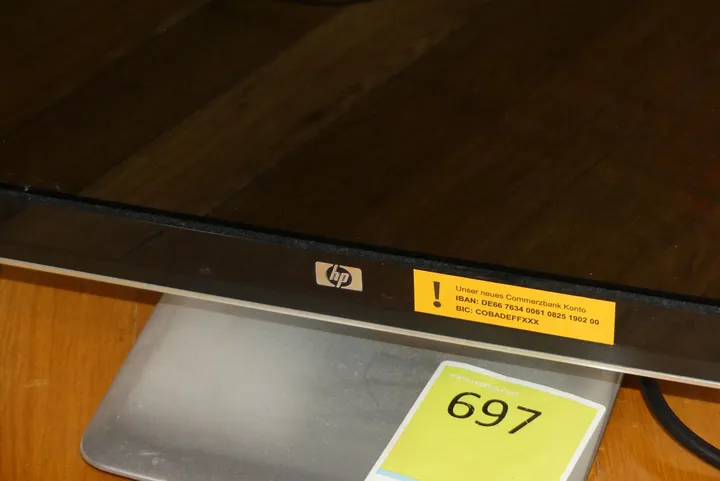 hp
! Unser neues Commerzbank Konto
IBAN: DE66 7634 0061 0825 1902 00
BIC: COBADEFFXXX
697